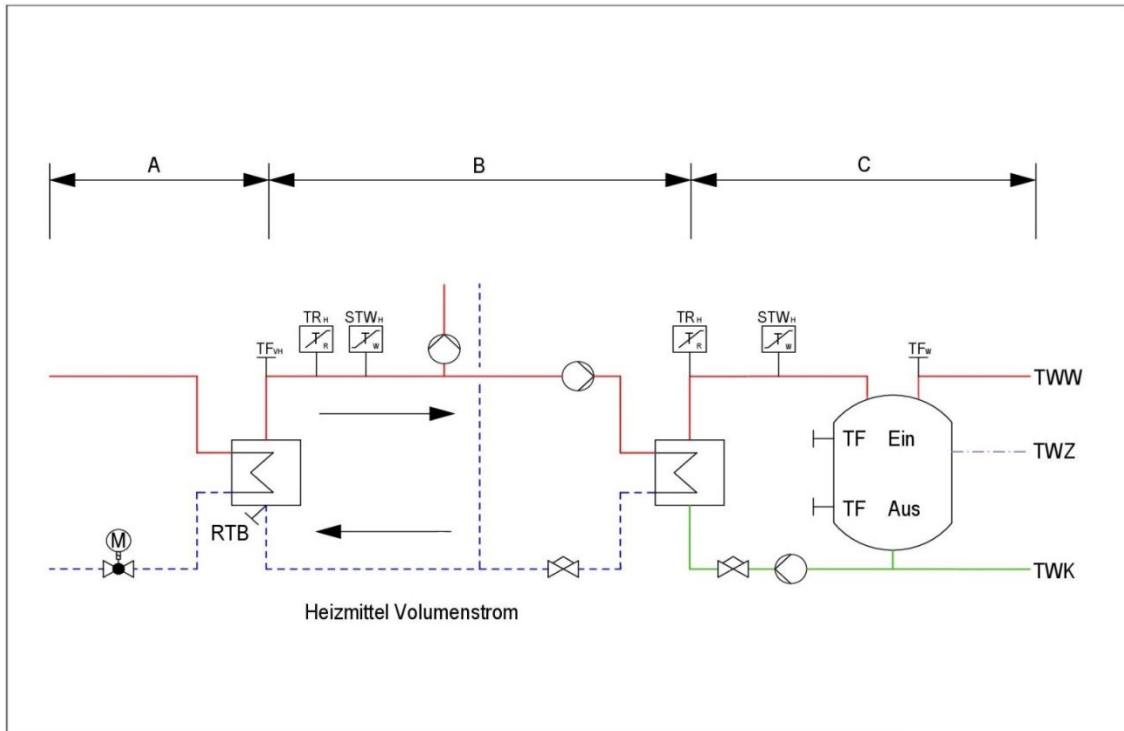 A B C
TRH STWH TRH STWH
TFVH TFW
R W R W
TWW
TF Ein
TWZ
TF Aus
RTB
M
TWK
Heizmittel Volumenstrom